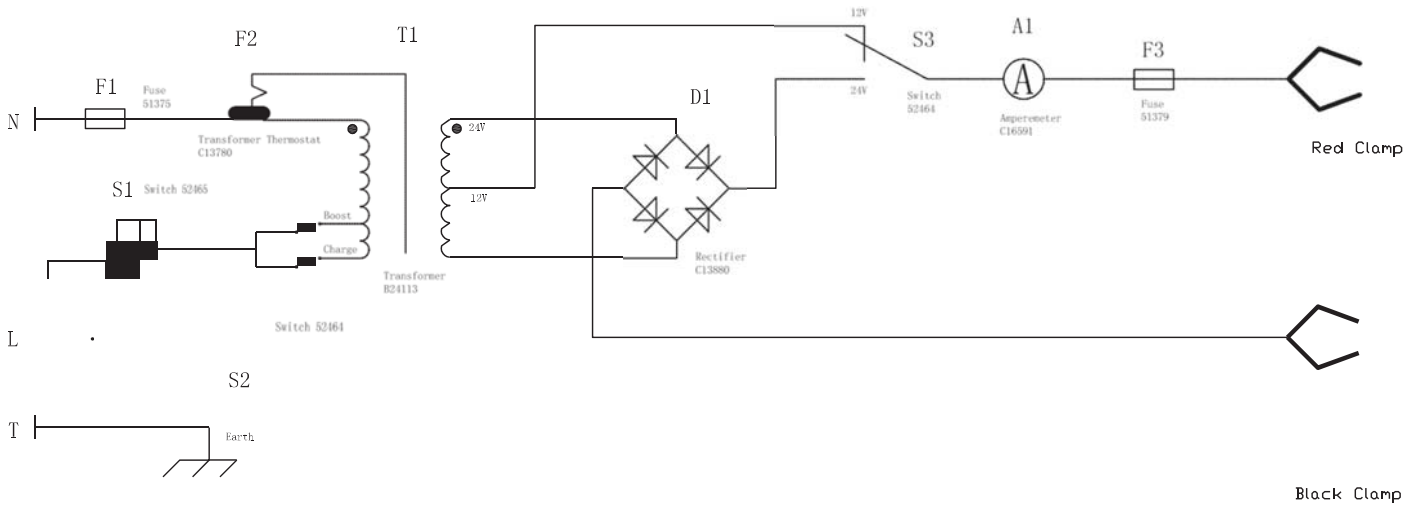 12V
F2
T1
S3
A1
F3
F1
Fuse
51375
N
24V
D1
24V
Switch
52464
Amperemeter
C16591
A
Fuse
51379
Transformer Thermostat
C13780
Red Clamp
S1 Switch 52465
12V
Boost
Charge
Rectifier
C13880
Transformer
B24113
Switch 52464
L
S2
T
Earth
Black Clamp